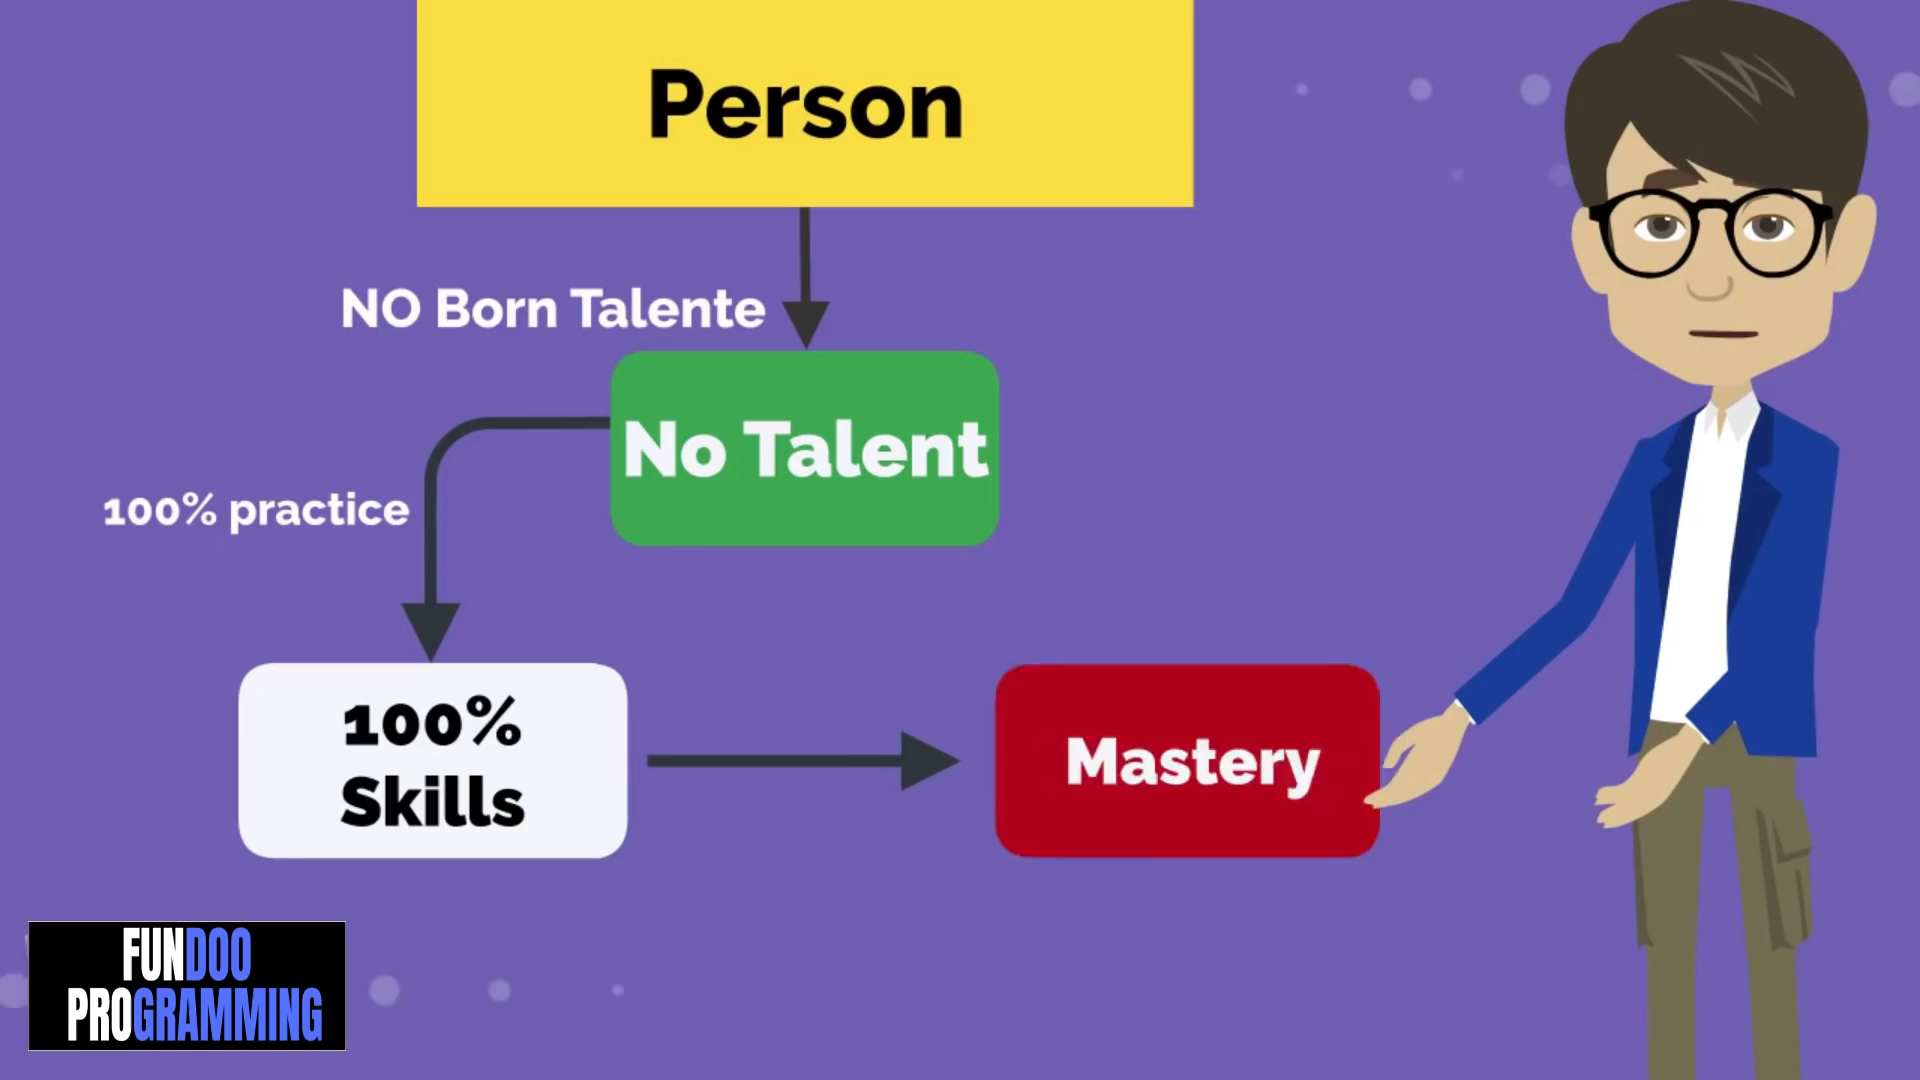 Person
NO Born Talente
No Talent
100% practice
100%
Skills
Mastery
FUNDOO
PROGRAMMING